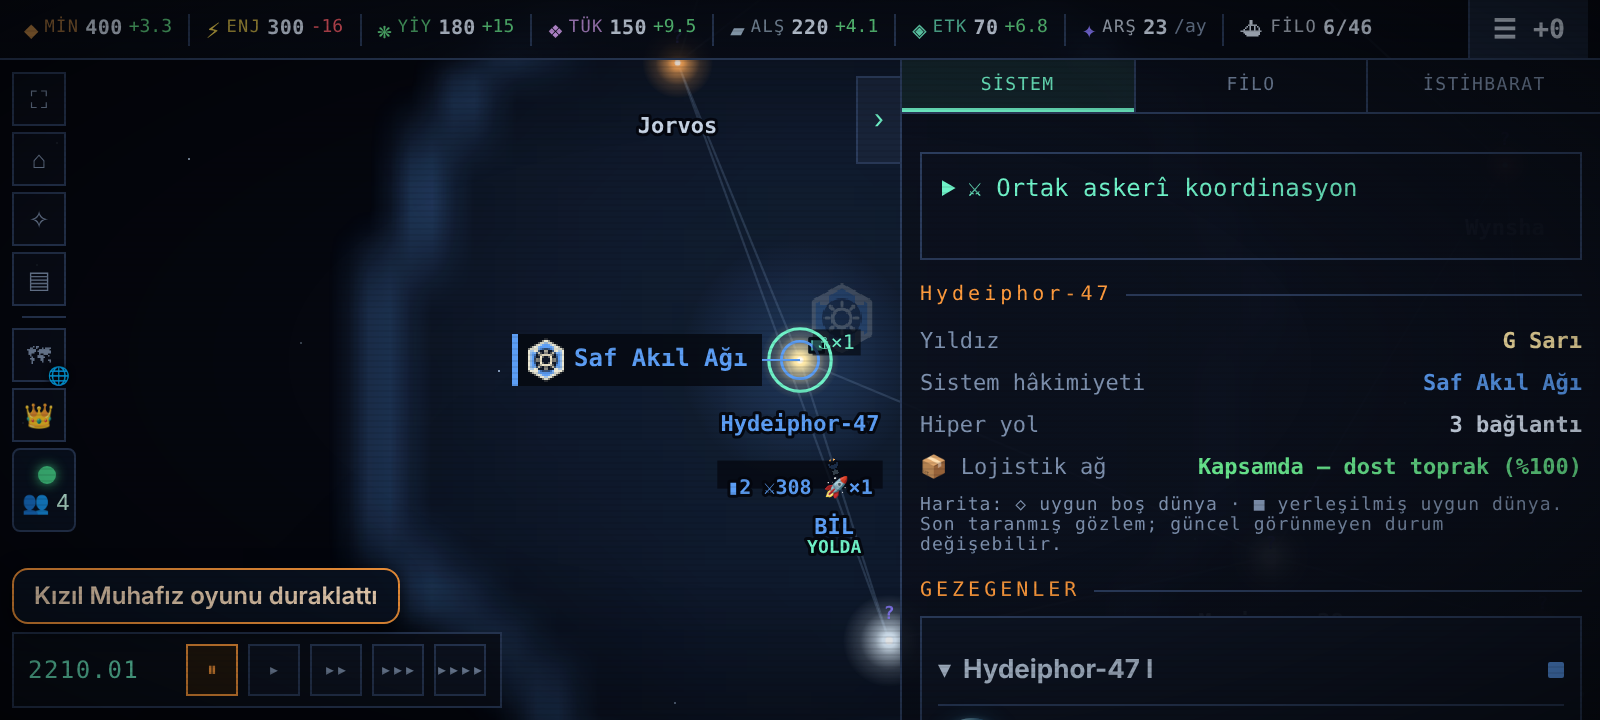 MİN 400 +3.3
ENJ 300 -16
YİY 180 +15
TÜK 150 +9.5
ALŞ 220 +4.1
ETK 70 +6.8
ARŞ 23 /ay
FİLO 6/46
☰ +0
SİSTEM
FİLO
İSTİHBARAT
Jorvos
›
▶ ⚔ Ortak askerî koordinasyon
Wynsha
Hydeiphor-47
Yıldız G Sarı
Sistem hâkimiyeti Saf Akıl Ağı
Hiper yol 3 bağlantı
📦 Lojistik ağ Kapsamda — dost toprak (%100)
Harita: ◇ uygun boş dünya · ■ yerleşilmiş uygun dünya.
Son taranmış gözlem; güncel görünmeyen durum
değişebilir.
GEZEGENLER
▼ Hydeiphor-47 I
×1
Saf Akıl Ağı
Hydeiphor-47
▮2 ⚔308 🚀×1
BİL
YOLDA
?
👥 4
Kızıl Muhafız oyunu duraklattı
2210.01